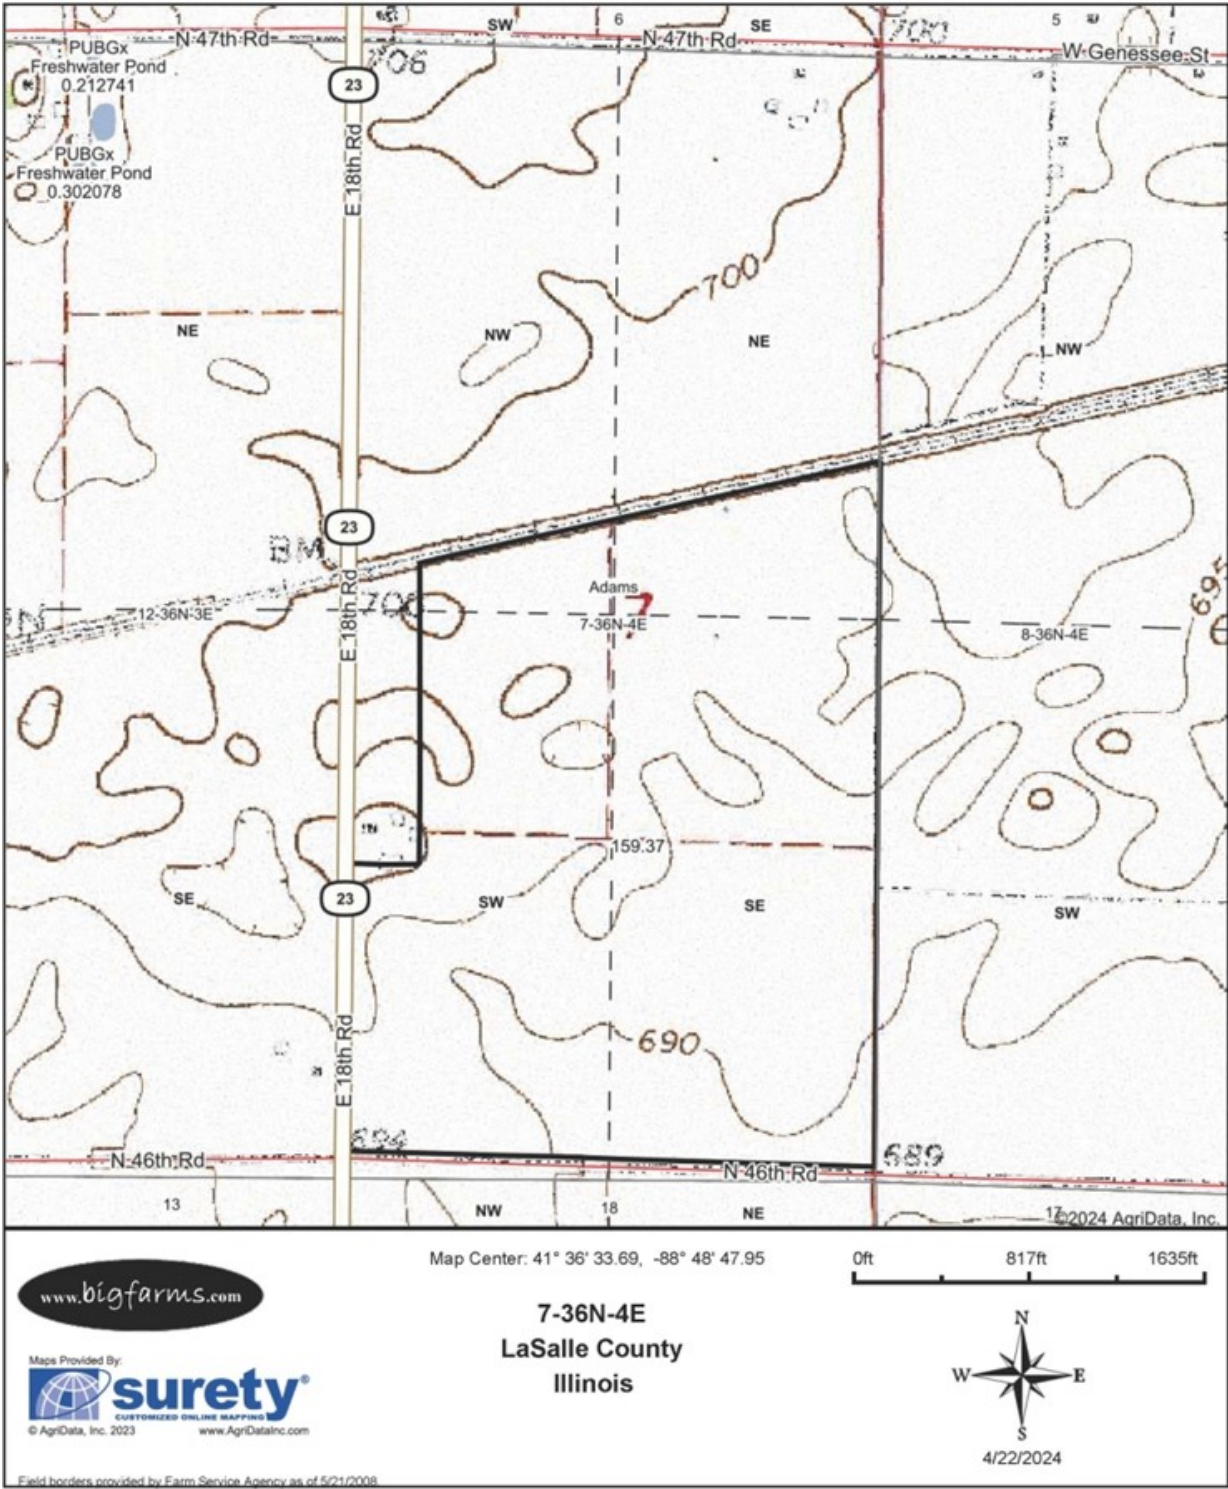 1
SW
6
SE
700
5
N 47th Rd
N 47th Rd
W Genessee St
PUBGx
Freshwater Pond
0.212741
706
23
E 18th Rd
PUBGx
Freshwater Pond
0.302078
700
NE
NW
NE
NW
23
BM
E 18th Rd
Adams
7
695
12-36N-3E
7-36N-4E
8-36N-4E
159.37
23
SE
SW
SE
SW
E 18th Rd
690
694
689
N 46th Rd
N 46th Rd
13
NW
18
NE
17
©2024 AgriData, Inc.
Map Center: 41° 36' 33.69, -88° 48' 47.95
0ft 817ft 1635ft
www.bigfarms.com
7-36N-4E
LaSalle County
Illinois
N
W E
S
Maps Provided By:
surety®
CUSTOMIZED ONLINE MAPPING
© AgriData, Inc. 2023 www.AgriDataInc.com
4/22/2024
Field borders provided by Farm Service Agency as of 5/21/2008.